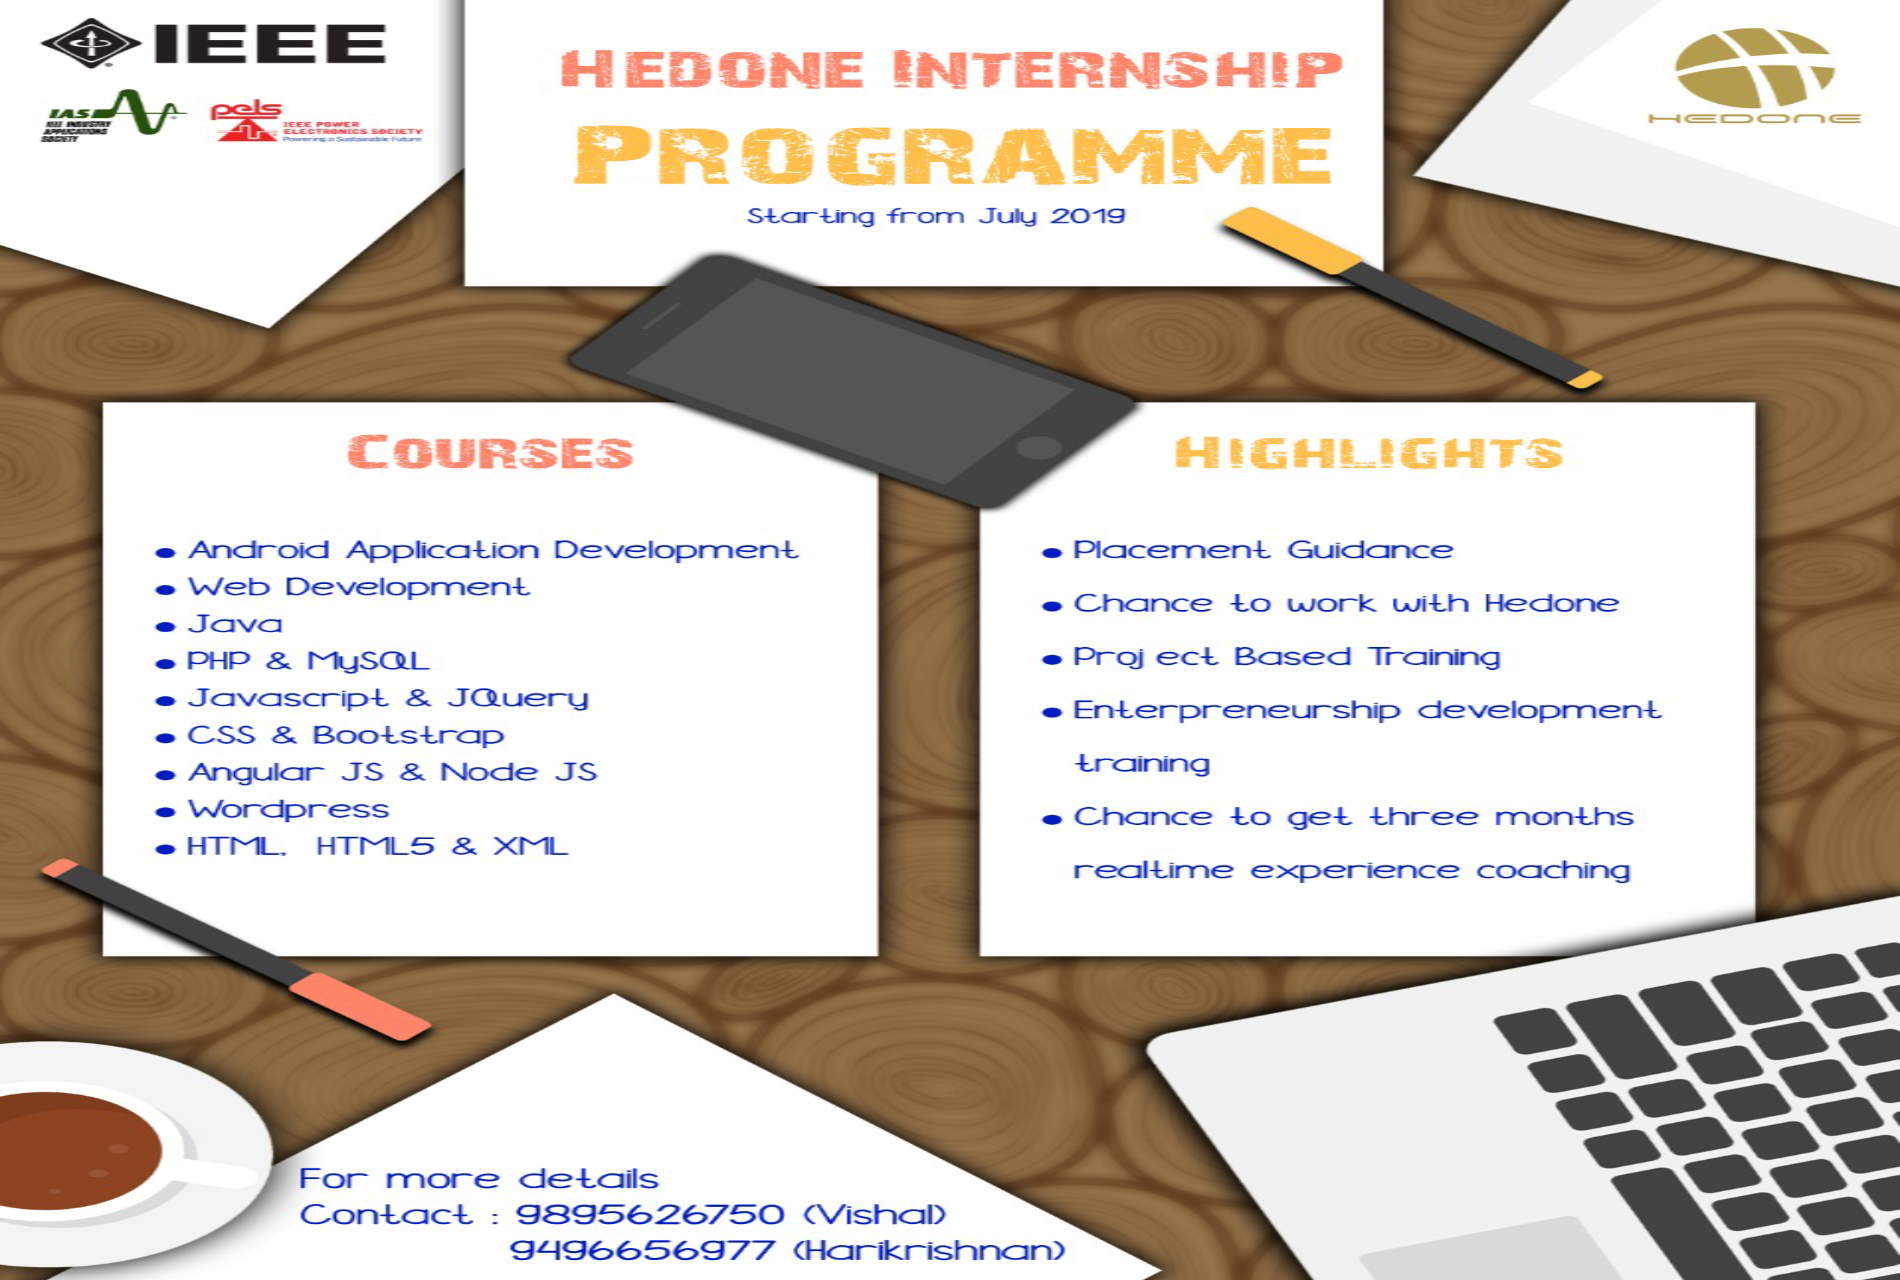 IEEE
IAS
IEEE INDUSTRY
APPLICATIONS
SOCIETY
pels
IEEE POWER
ELECTRONICS SOCIETY
Powering a Sustainable Future
HEDONE INTERNSHIP
PROGRAMME
Starting from July 2019
HEDONE
COURSES
● Android Application Development
● Web Development
● Java
● PHP & MySQL
● Javascript & JQuery
● CSS & Bootstrap
● Angular JS & Node JS
● Wordpress
● HTML, HTML5 & XML
HIGHLIGHTS
● Placement Guidance
● Chance to work with Hedone
● Project Based Training
● Enterpreneurship development
training
● Chance to get three months
realtime experience coaching
For more details
Contact : 9895626750 (Vishal)
9496656977 (Harikrishnan)